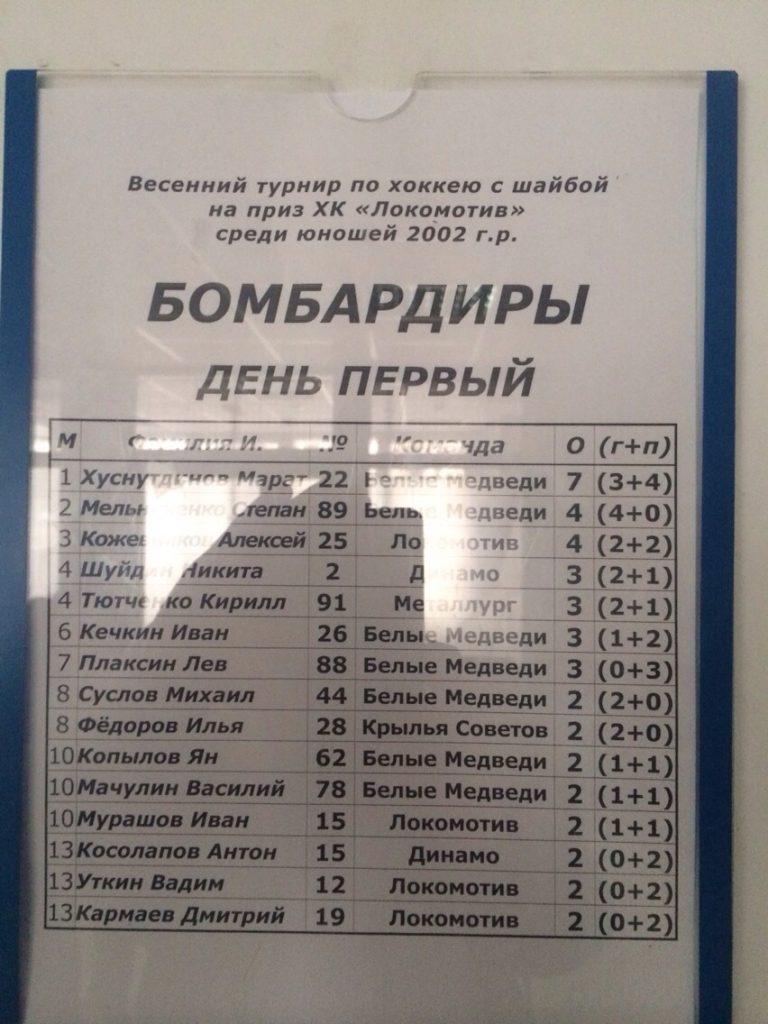 Весенний турнир по хоккею с шайбой
на приз ХК «Локомотив»
среди юношей 2002 г.р.
БОМБАРДИРЫ
ДЕНЬ ПЕРВЫЙ
М Фамилия И. № Команда О (г+п)
1 Хуснутдинов Марат 22 Белые Медведи 7 (3+4)
2 Степан 89 Белые Медведи 4 (4+0)
3 Кожевников Алексей 25 Локомотив 4 (2+2)
4 Шуйдин Никита 2 Динамо 3 (2+1)
4 Тютченко Кирилл 91 Металлург 3 (2+1)
6 Кечкин Иван 26 Белые Медведи 3 (1+2)
7 Плаксин Лев 88 Белые Медведи 3 (0+3)
8 Суслов Михаил 44 Белые Медведи 2 (2+0)
8 Фёдоров Илья 28 Крылья Советов 2 (2+0)
10 Копылов Ян 62 Белые Медведи 2 (1+1)
10 Мачулин Василий 78 Белые Медведи 2 (1+1)
10 Мурашов Иван 15 Локомотив 2 (1+1)
13 Косолапов Антон 15 Динамо 2 (0+2)
13 Уткин Вадим 12 Локомотив 2 (0+2)
13 Кармаев Дмитрий 19 Локомотив 2 (0+2)